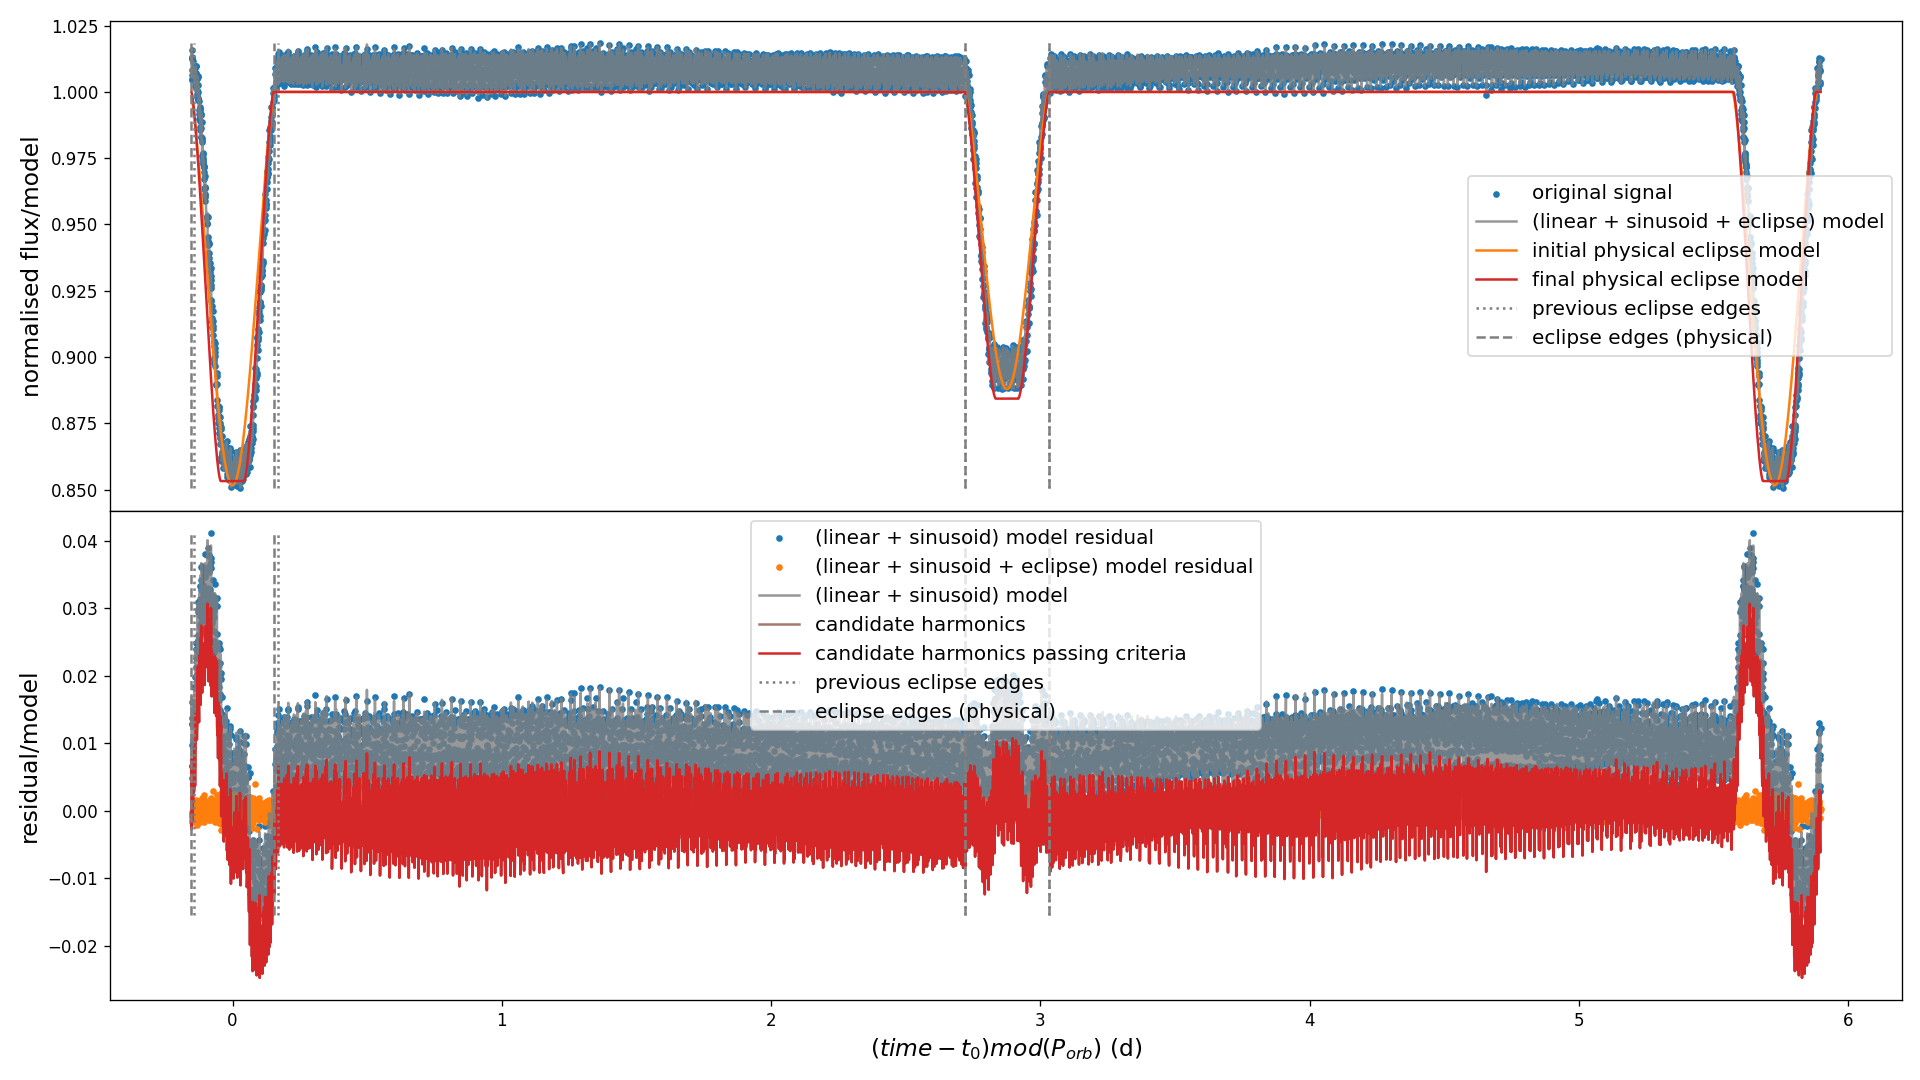 1.025
1.000
0.975
0.950
0.925
0.900
0.875
0.850
normalised flux/model
original signal
(linear + sinusoid + eclipse) model
initial physical eclipse model
final physical eclipse model
previous eclipse edges
eclipse edges (physical)
0.04
0.03
0.02
0.01
0.00
−0.01
−0.02
residual/model
(linear + sinusoid) model residual
(linear + sinusoid + eclipse) model residual
(linear + sinusoid) model
candidate harmonics
candidate harmonics passing criteria
previous eclipse edges
eclipse edges (physical)
0 1 2 3 4 5 6
(time − t₀)mod(Pₒᵣb) (d)